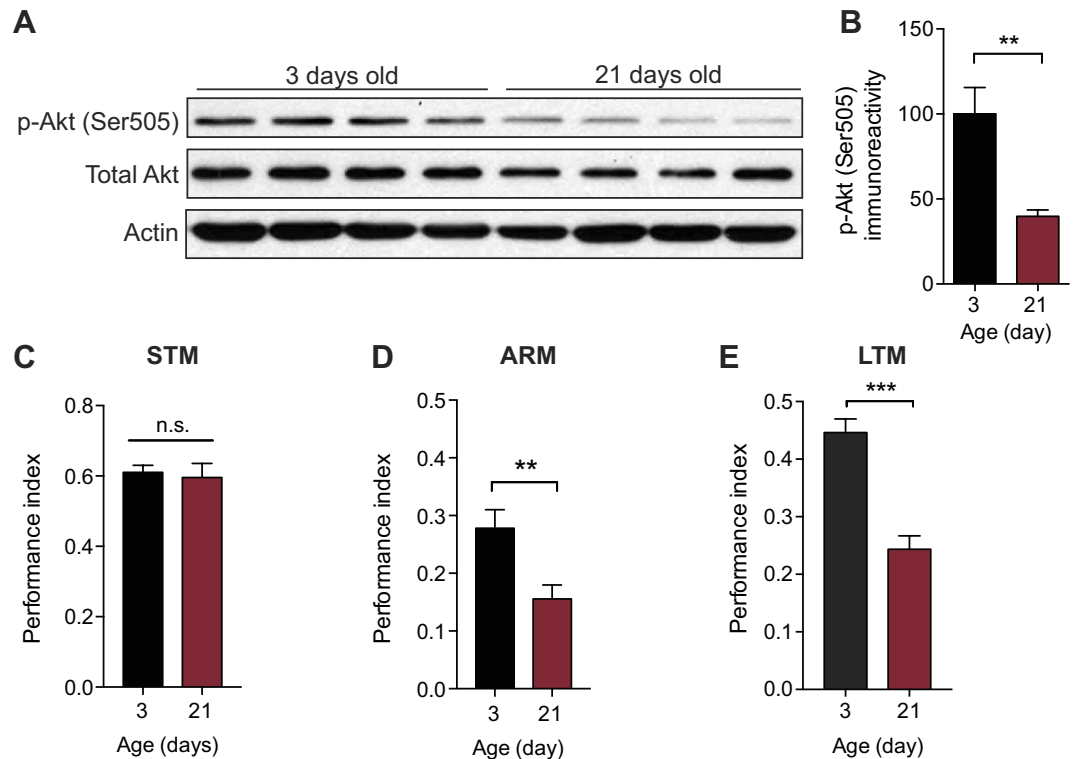 A
3 days old
21 days old
p-Akt (Ser505)
Total Akt
Actin
B
p-Akt (Ser505)
immunoreactivity
150
100
50
0
**
3
21
Age (day)
C
STM
Performance index
0.8
0.6
0.4
0.2
0.0
n.s.
3
21
Age (days)
D
ARM
Performance index
0.5
0.4
0.3
0.2
0.1
0.0
**
3
21
Age (day)
E
LTM
Performance index
0.5
0.4
0.3
0.2
0.1
0.0
***
3
21
Age (day)